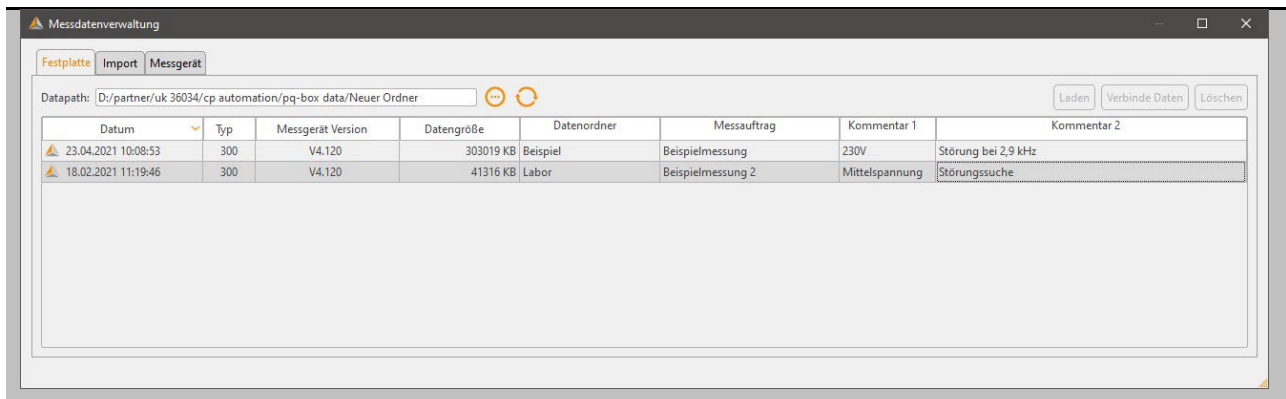 Messdatenverwaltung
Festplatte Import Messgerät
Datapath: D:/partner/uk 36034/cp automation/pq-box data/Neuer Ordner Laden Verbinde Daten Löschen
Datum Typ Messgerät Version Datengröße Datenordner Messauftrag Kommentar 1 Kommentar 2
23.04.2021 10:08:53 300 V4.120 303019 KB Beispiel Beispielmessung 230V Störung bei 2,9 kHz
18.02.2021 11:19:46 300 V4.120 41316 KB Labor Beispielmessung 2 Mittelspannung Störungssuche